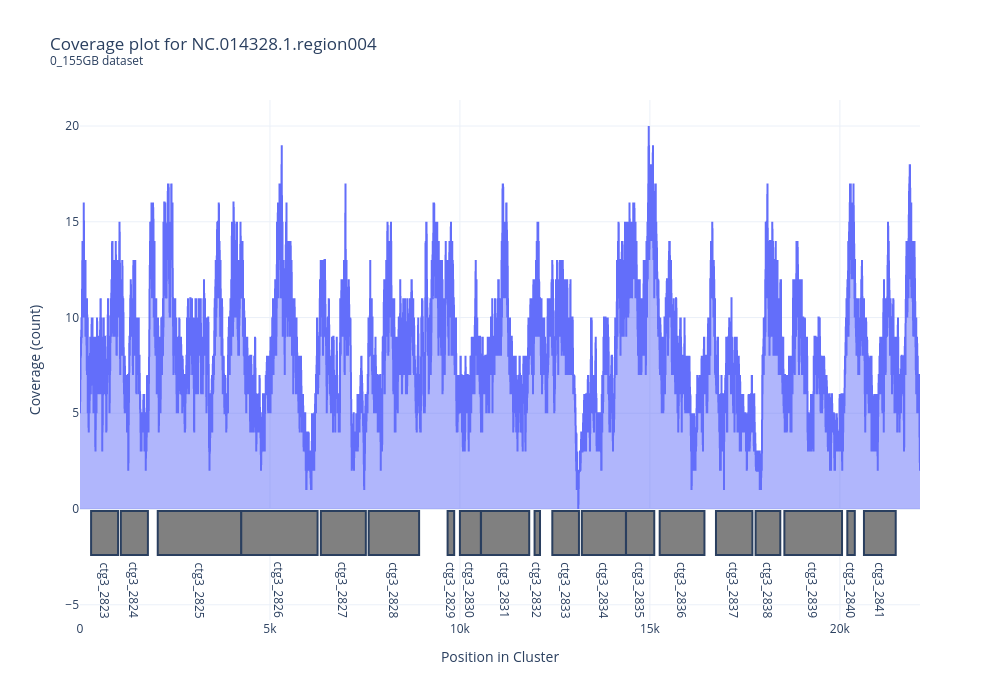 Coverage plot for NC.014328.1.region004
0_155GB dataset
20
15
10
5
0
−5
Coverage (count)
ctg3_2823
ctg3_2824
ctg3_2825
ctg3_2826
ctg3_2827
ctg3_2828
ctg3_2829
ctg3_2830
ctg3_2831
ctg3_2832
ctg3_2833
ctg3_2834
ctg3_2835
ctg3_2836
ctg3_2837
ctg3_2838
ctg3_2839
ctg3_2840
ctg3_2841
0
5k
10k
15k
20k
Position in Cluster